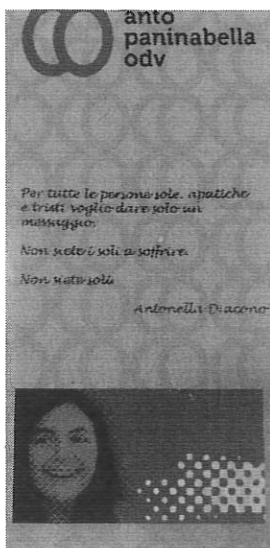 anto
paninabella
odv
Per tutte le persone sole, apatiche
e tristi voglio dare solo un
messaggio.
Non siete i soli a soffrire.
Non siete soli
Antonella Diacono